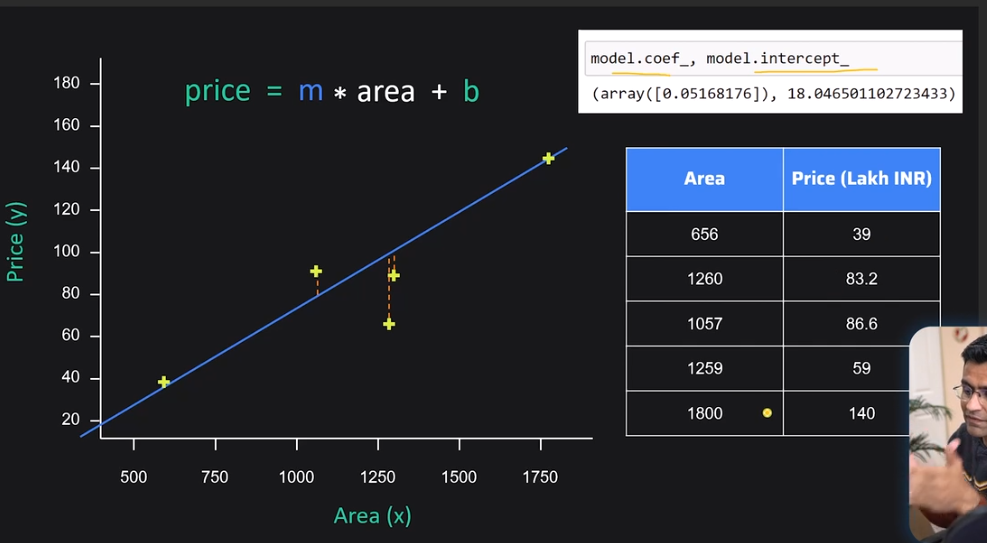 price = m * area + b
model.coef_, model.intercept_
(array([0.05168176]), 18.046501102723433)
Price (y)
180
160
140
120
100
80
60
40
20
500 750 1000 1250 1500 1750
Area (x)
Area Price (Lakh INR)
656 39
1260 83.2
1057 86.6
1259 59
1800 140